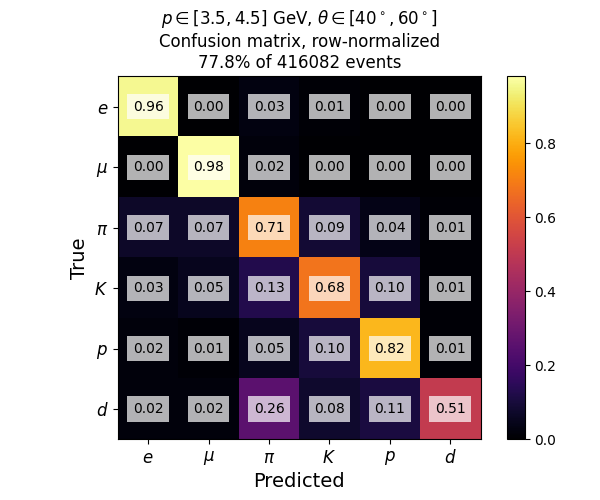 p ∈ [3.5, 4.5] GeV, θ ∈ [40°, 60°]
Confusion matrix, row-normalized
77.8% of 416082 events
e 0.96 0.00 0.03 0.01 0.00 0.00
μ 0.00 0.98 0.02 0.00 0.00 0.00
π 0.07 0.07 0.71 0.09 0.04 0.01
K 0.03 0.05 0.13 0.68 0.10 0.01
p 0.02 0.01 0.05 0.10 0.82 0.01
d 0.02 0.02 0.26 0.08 0.11 0.51
e μ π K p d
True
Predicted
0.8
0.6
0.4
0.2
0.0